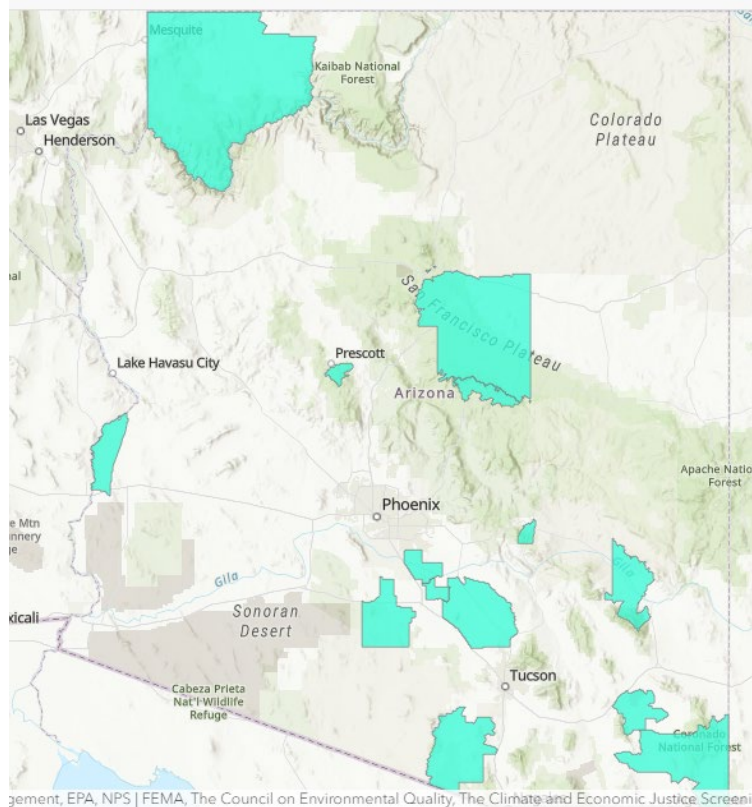 Mesquite
Kaibab National
Forest
Las Vegas
Henderson
Colorado
Plateau
nal
San Francisco Plateau
Prescott
Lake Havasu City
Arizona
Apache Natio
Forest
Phoenix
e Mtn
nnery
ge
Gila
Gila
xicali
Sonoran
Desert
Tucson
Cabeza Prieta
Nat'l Wildlife
Refuge
Coronado
National Forest
gement, EPA, NPS | FEMA, The Council on Environmental Quality, The Climate and Economic Justice Screen